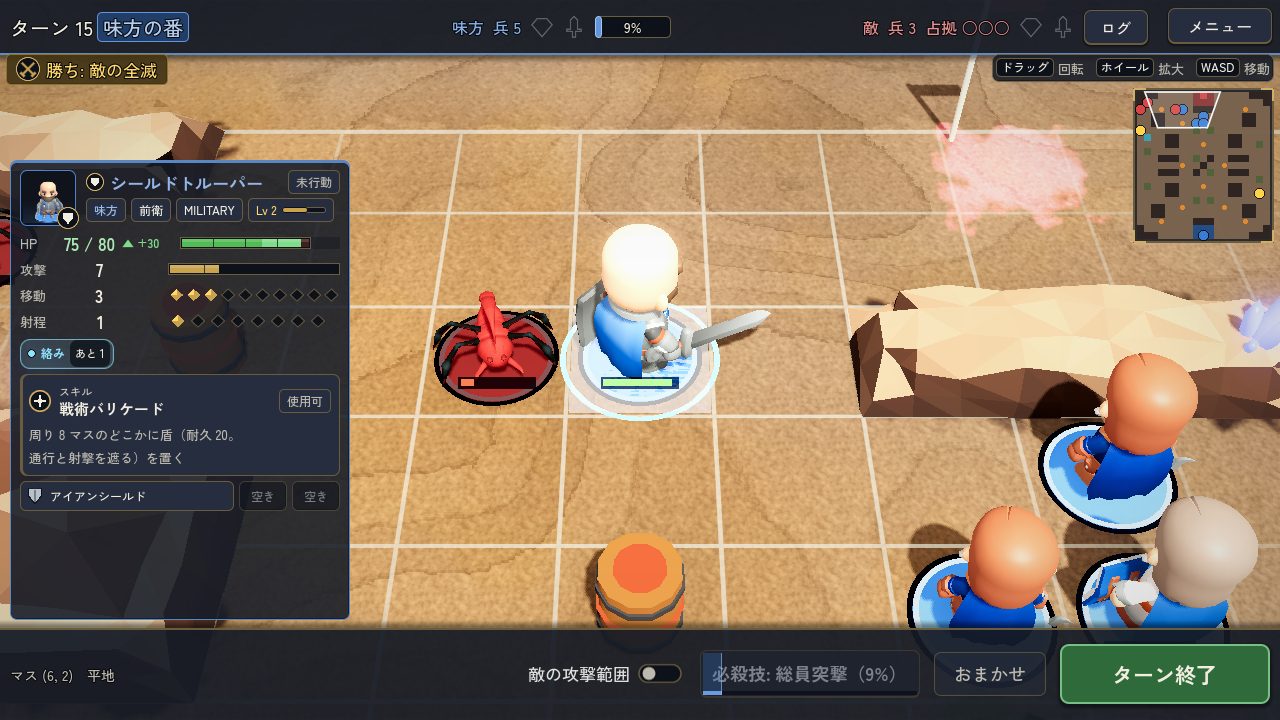 ターン 15 味方の番
味方 兵 5 9%
敵 兵 3 占拠 〇〇〇 ログ メニュー
勝ち: 敵の全滅
ドラッグ 回転 ホイール 拡大 WASD 移動
シールドトルーパー 未行動
味方 前衛 MILITARY Lv 2
HP 75 / 80 ▲ +30
攻撃 7
移動 3
射程 1
絡み あと 1
スキル
戦術バリケード 使用可
周り 8 マスのどこかに盾（耐久 20。
通行と射撃を遮る）を置く
アイアンシールド 空き 空き
マス (6, 2) 平地
敵の攻撃範囲
必殺技: 総員突撃（9%）
おまかせ
ターン終了